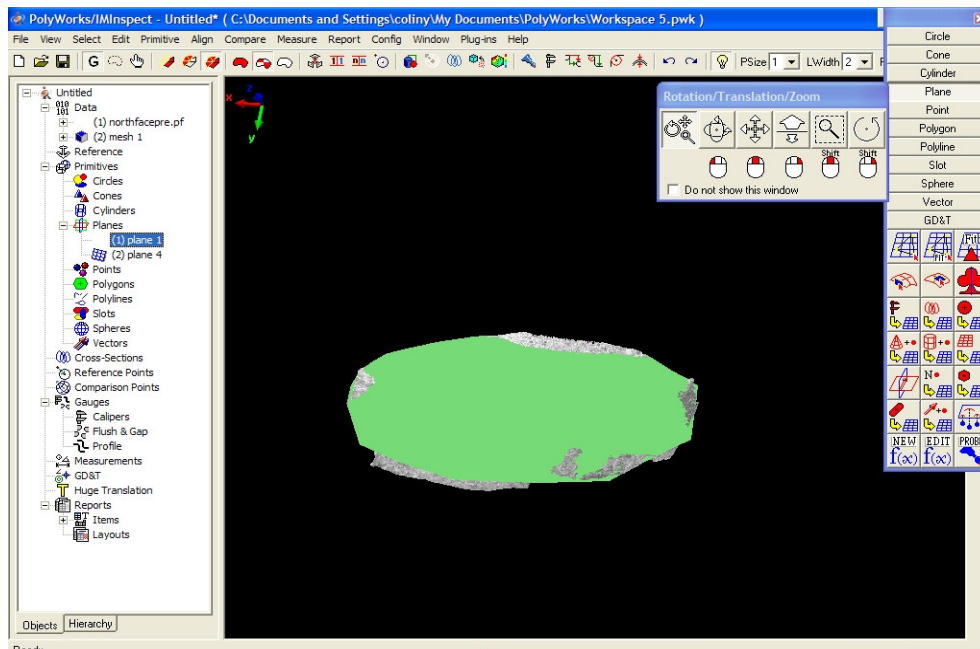 PolyWorks/IMInspect - Untitled* ( C:\Documents and Settings\coliny\My Documents\PolyWorks\Workspace 5.pwk )
File View Select Edit Primitive Align Compare Measure Report Config Window Plug-ins Help
G PSize 1 LWidth 2
Untitled
010 101 Data
(1) northfacepre.pf
(2) mesh 1
Reference
Primitives
Circles
Cones
Cylinders
Planes
(1) plane 1
(2) plane 4
Points
Polygons
Polylines
Slots
Spheres
Vectors
Cross-Sections
Reference Points
Comparison Points
Gauges
Calipers
Flush & Gap
Profile
Measurements
GD&T
Huge Translation
Reports
Items
Layouts
Objects Hierarchy
x
z
y
Rotation/Translation/Zoom
Shift Shift
Do not show this window
Circle
Cone
Cylinder
Plane
Point
Polygon
Polyline
Slot
Sphere
Vector
GD&T
FIT Fit
N
NEW EDIT PROBE
f(x) f(x)